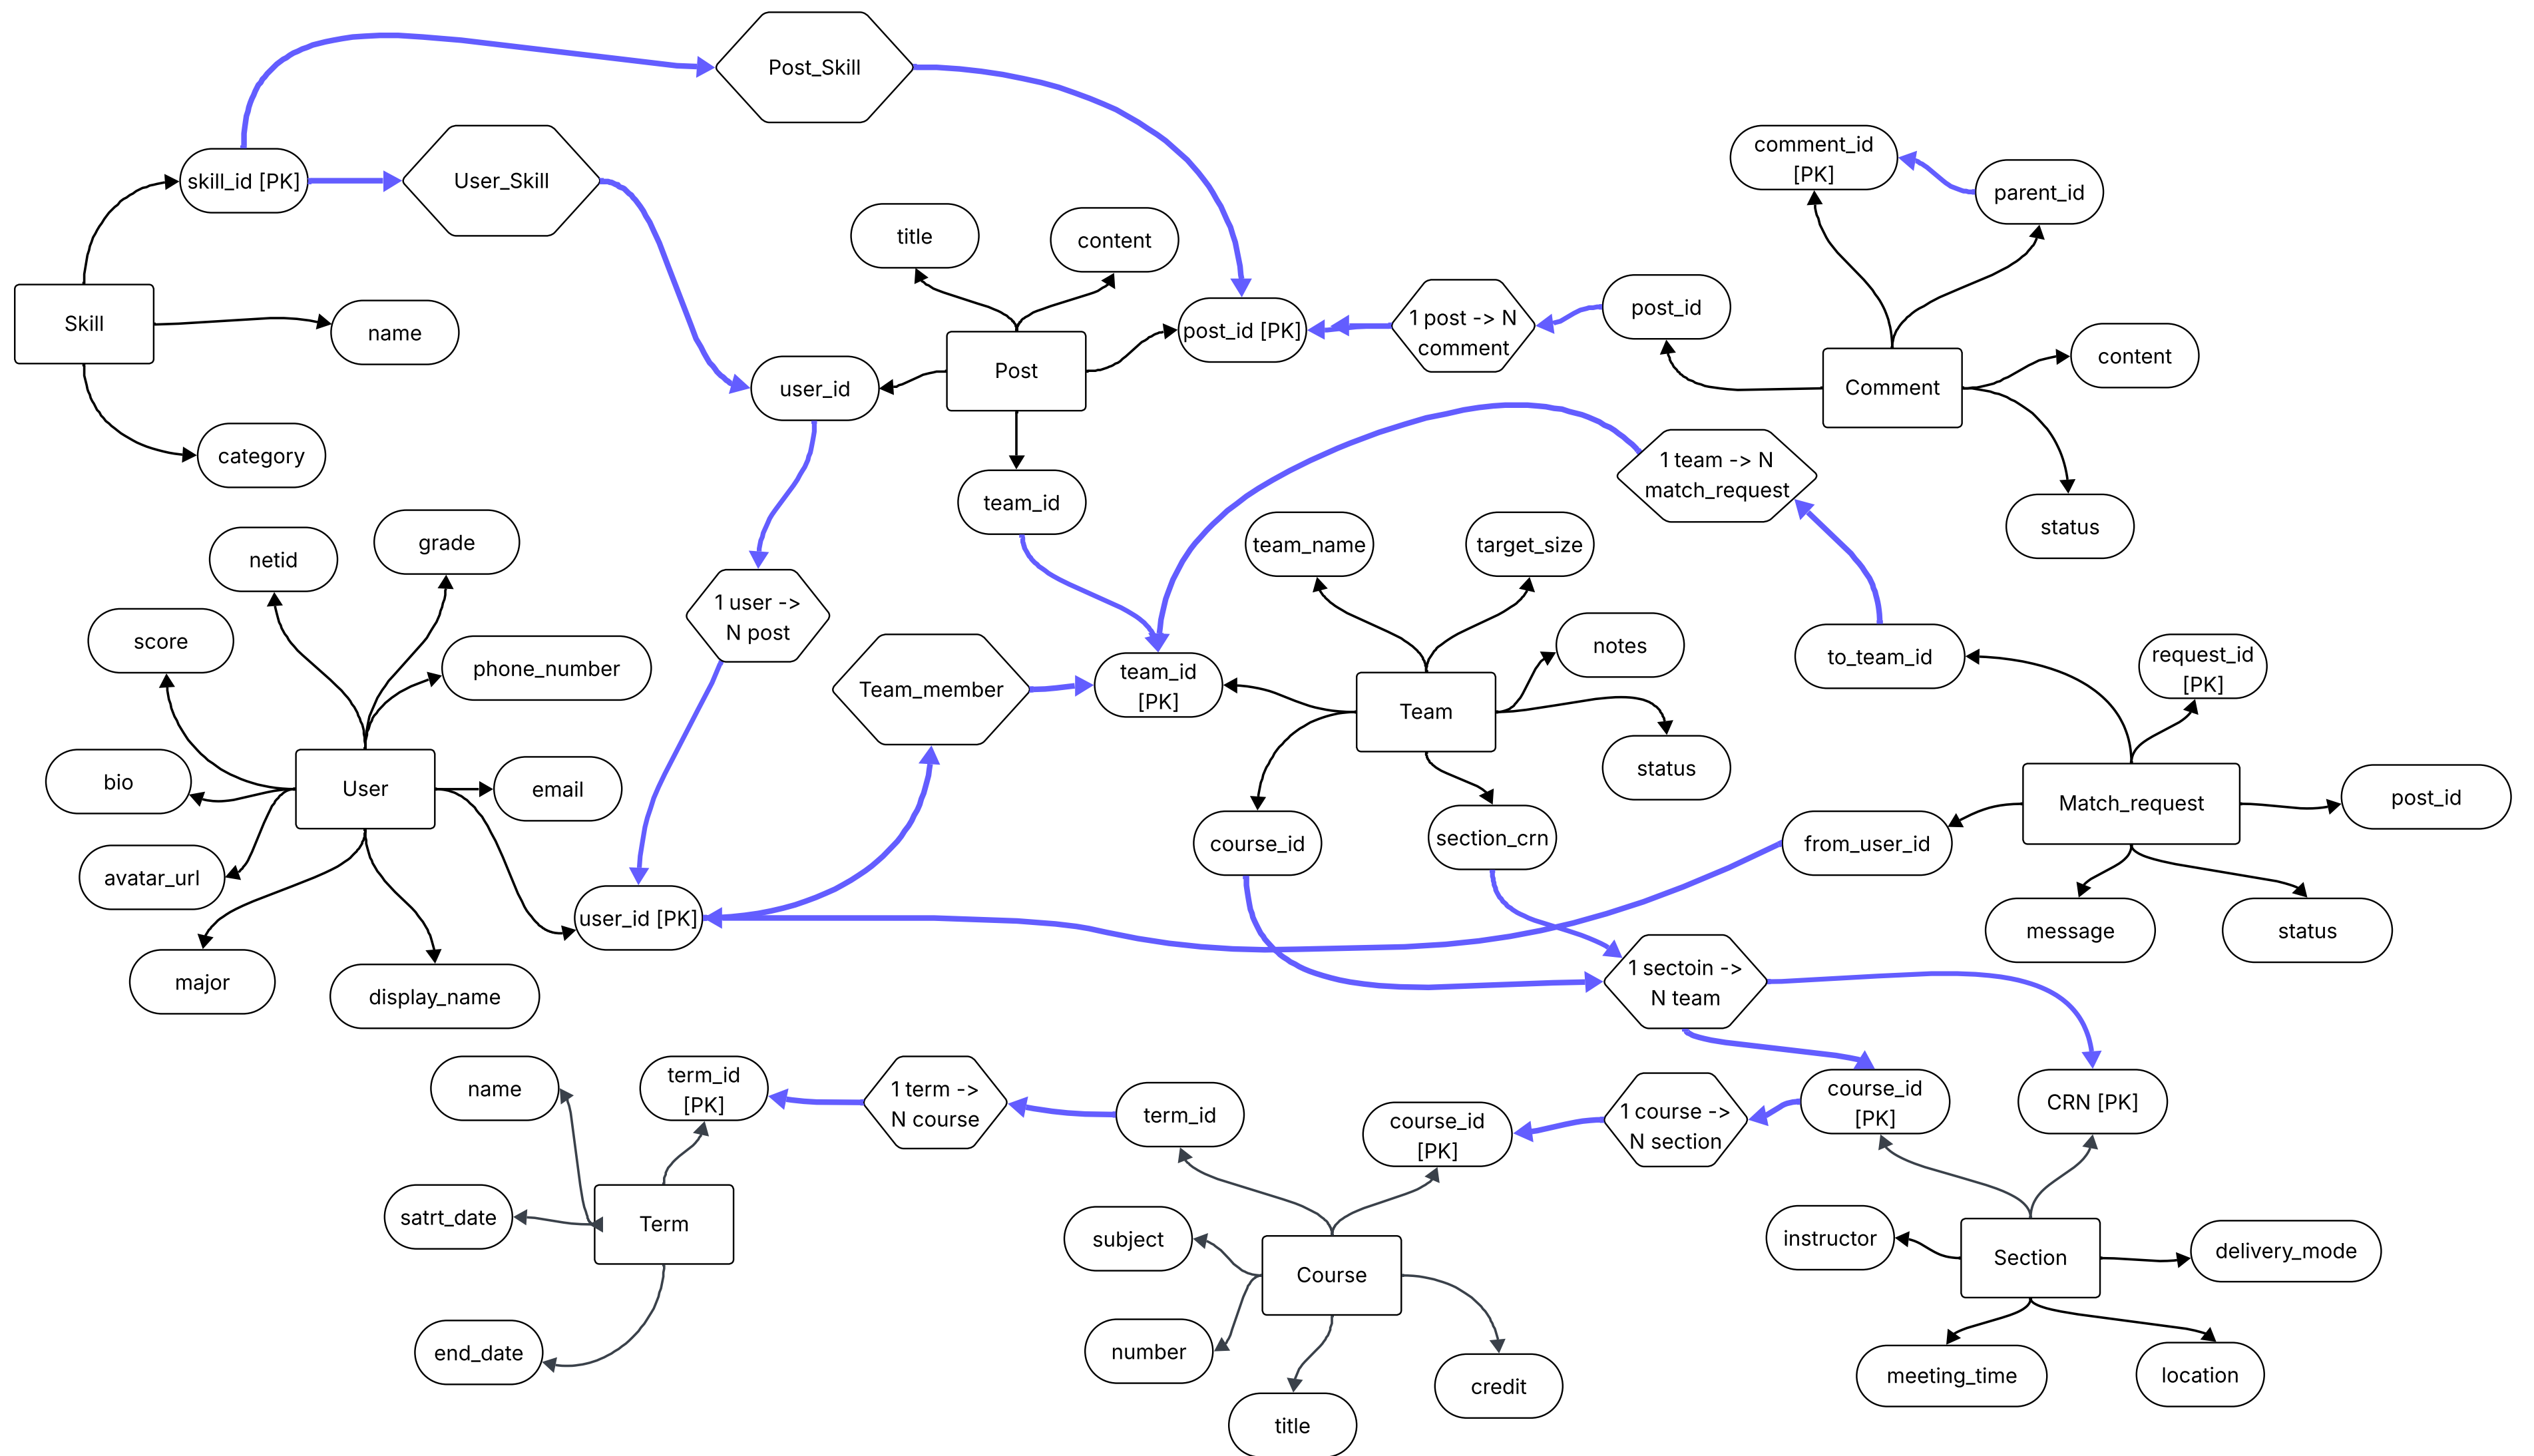 Post_Skill
skill_id [PK]
User_Skill
comment_id
[PK]
parent_id
title
content
Skill
name
post_id [PK]
1 post -> N
comment
post_id
content
user_id
Post
Comment
category
team_id
1 team -> N
match_request
status
netid
grade
team_name
target_size
score
phone_number
1 user ->
N post
notes
to_team_id
request_id
[PK]
Team_member
team_id
[PK]
Team
bio
User
email
status
Match_request
post_id
avatar_url
course_id
section_crn
from_user_id
user_id [PK]
message
status
major
display_name
1 sectoin ->
N team
name
term_id
[PK]
1 term ->
N course
term_id
course_id
[PK]
1 course ->
N section
course_id
[PK]
CRN [PK]
satrt_date
Term
subject
Course
instructor
Section
delivery_mode
end_date
number
credit
meeting_time
location
title